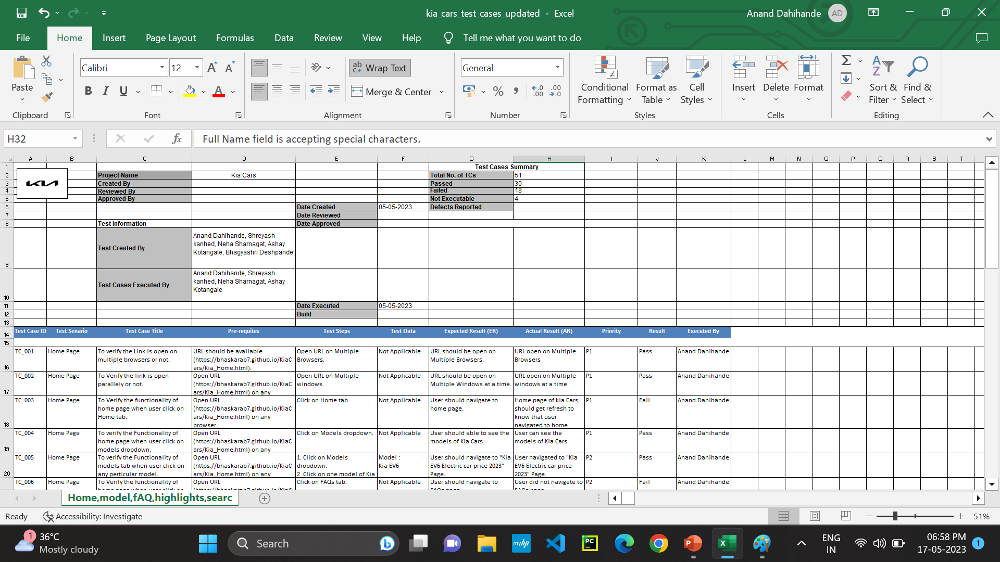 kia_cars_test_cases_updated - Excel
Anand Dahihande AD
File Home Insert Page Layout Formulas Data Review View Help Tell me what you want to do
Paste
Calibri 12
Wrap Text
Merge & Center
General
Conditional Formatting
Format as Table
Cell Styles
Insert Delete Format
Sort & Filter
Find & Select
Clipboard Font Alignment Number Styles Cells Editing
H32 fx Full Name field is accepting special characters.
A B C D E F G H I J K L M N O P Q R S T
1 Test Cases Summary
KIA
2 Project Name Kia Cars Total No. of TCs 51
3 Created By Passed 30
4 Reviewed By Failed 18
5 Approved By Not Executable 4
6 Date Created 05-05-2023 Defects Reported
7 Date Reviewed
8 Test Information Date Approved
9 Test Created By
Anand Dahihande, Shreyash
kanhed, Neha Sharnagat, Ashay
Kotangale, Bhagyashri Deshpande
10 Test Cases Executed By
Anand Dahihande, Shreyash
kanhed, Neha Sharnagat, Ashay
Kotangale
11 Date Executed 05-05-2023
12 Build
13
14 Test Case ID Test Senario Test Case Title Pre-requites Test Steps Test Data Expected Result (ER) Actual Result (AR) Priority Result Executed By
15
16 TC_001 Home Page To verify the Link is open on URL should be available Open URL on Multiple Not Applicable URL should be open on URL open on Multiple P1 Pass Anand Dahihande
multiple browsers or not. (https://bhaskarab7.github.io/KiaC Browsers. Multiple Browsers. Browsers
ars/Kia_Home.html).
17 TC_002 Home Page To Verify the link is open Open URL Open URL on Multiple Not Applicable URL should be open on URL open on Multiple P1 Pass Anand Dahihande
parallely or not. (https://bhaskarab7.github.io/KiaC windows. Multiple Windows at a time. windows at a time.
ars/Kia_Home.html) on any
18 TC_003 Home Page To Verify the functionality of Open URL Click on Home tab. Not Applicable User should navigate to Home page of kia Cars P1 Fail Anand Dahihande
home page when user click on (https://bhaskarab7.github.io/KiaC home page. should get refresh to
Home tab. ars/Kia_Home.html) on any know that user
browser. navigated to home
19 TC_004 Home Page To verify the Functionality of Open URL Click on Models dropdown. Not Applicable User should able to see the User can see the P1 Pass Anand Dahihande
home page when user click on (https://bhaskarab7.github.io/KiaC models of Kia Cars. models of Kia Cars.
models dropdown. ars/Kia_Home.html) on any
20 TC_005 Home Page To verify the Functionality of Open URL 1. Click on Models Model : User should navigate to "Kia User navigated to "Kia P2 Pass Anand Dahihande
models tab when user click on (https://bhaskarab7.github.io/KiaC dropdown. Kia EV6 EV6 Electric car price 2023" EV6 Electric car price
any perticular model. ars/Kia_Home.html) on any 2. Click on one model of Kia Page. 2023" Page.
TC_006 Home Page To Verify the functionality of Open URL Click on FAQs tab. Not Applicable User should navigate to User did not navigate to P2 Fail Anand Dahihande
Home,model,fAQ,highlights,searc
Ready Accessibility: Investigate 51%
1 36°C
Mostly cloudy
Search
ENG
IN
06:58 PM
17-05-2023
1